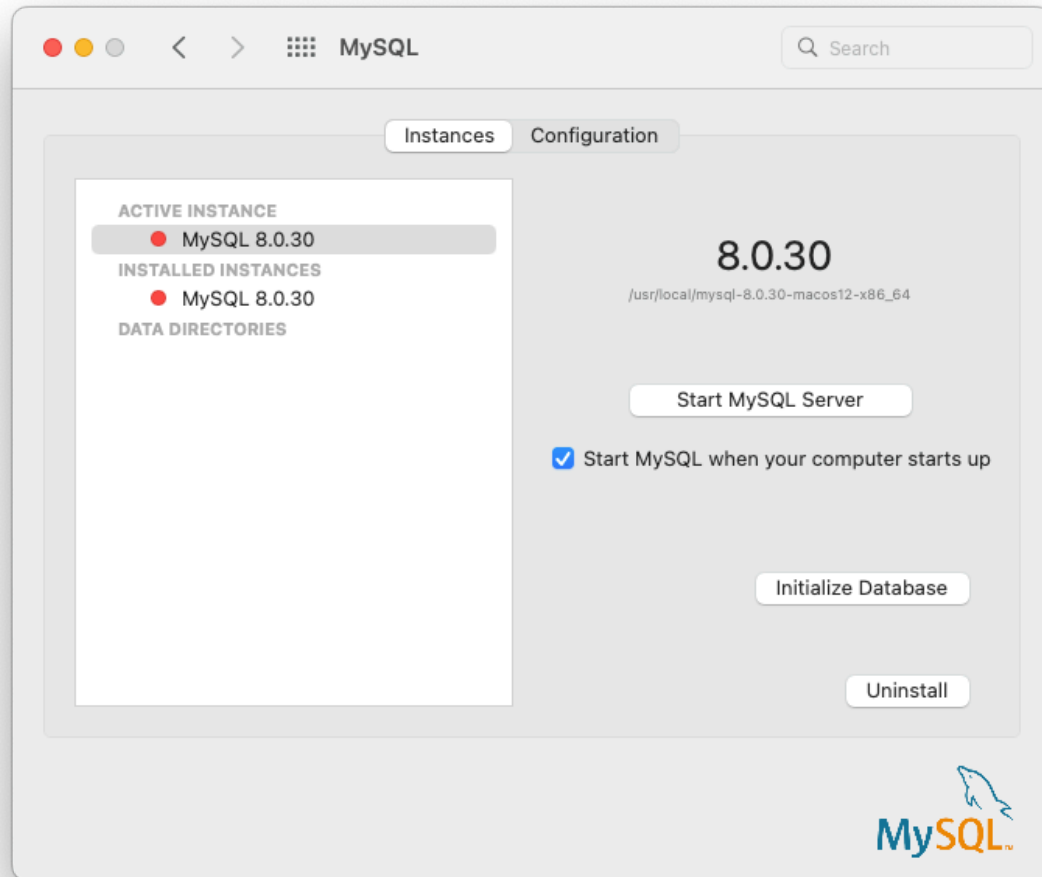 MySQL
Search
Instances
Configuration
ACTIVE INSTANCE
MySQL 8.0.30
INSTALLED INSTANCES
MySQL 8.0.30
DATA DIRECTORIES
8.0.30
/usr/local/mysql-8.0.30-macos12-x86_64
Start MySQL Server
Start MySQL when your computer starts up
Initialize Database
Uninstall
MySQL™